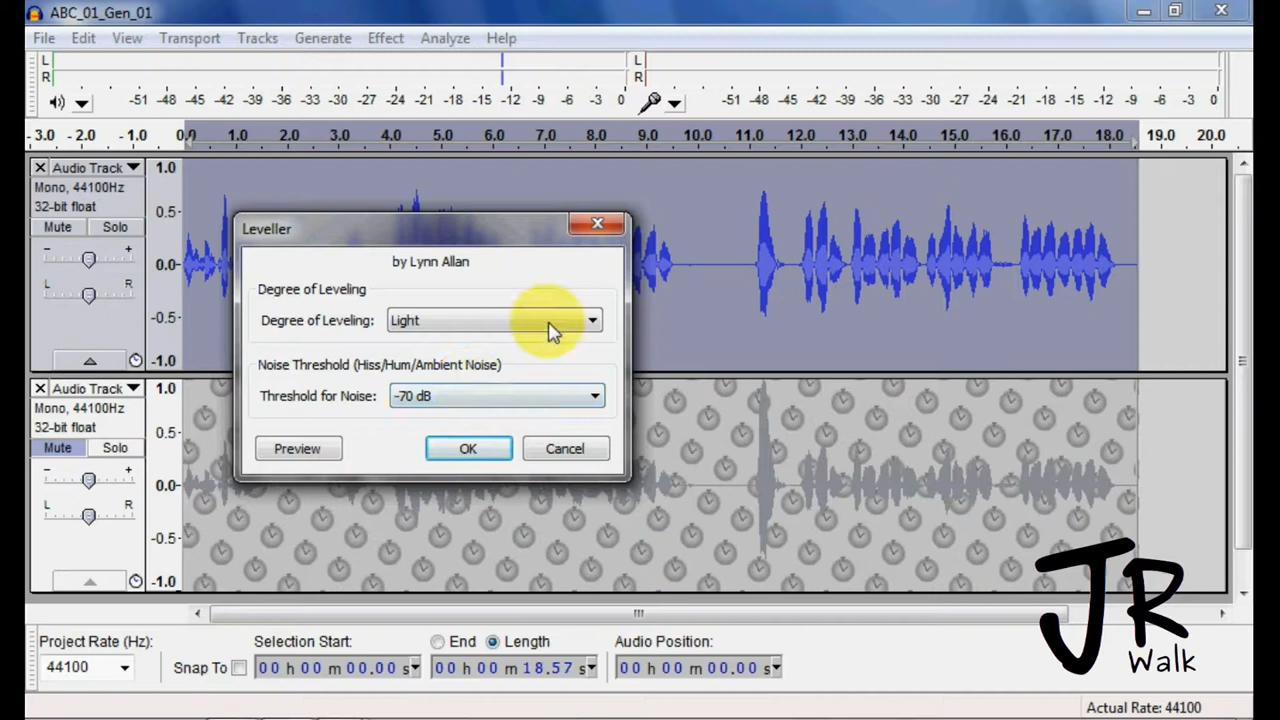 ABC_01_Gen_01
File Edit View Transport Tracks Generate Effect Analyze Help
L
R
-51 -48 -45 -42 -39 -36 -33 -30 -27 -24 -21 -18 -15 -12 -9 -6 -3 0
L
R
-51 -48 -45 -42 -39 -36 -33 -30 -27 -24 -21 -18 -15 -12 -9 -6 -3 0
- 3.0 -2.0 -1.0 0.0 1.0 2.0 3.0 4.0 5.0 6.0 7.0 8.0 9.0 10.0 11.0 12.0 13.0 14.0 15.0 16.0 17.0 18.0 19.0 20.0
Audio Track
Mono, 44100Hz
32-bit float
Mute Solo
- +
L R
1.0
0.5-
0.0-
-0.5-
-1.0
Leveller
by Lynn Allan
Degree of Leveling
Degree of Leveling: Light
Noise Threshold (Hiss/Hum/Ambient Noise)
Threshold for Noise: -70 dB
Preview OK Cancel
Audio Track
Mono, 44100Hz
32-bit float
Mute Solo
- +
L R
1.0
0.5-
0.0-
-0.5-
-1.0
Project Rate (Hz):
44100
Snap To
Selection Start:
00 h 00 m 00.00 s
End Length
00 h 00 m 18.57 s
Audio Position:
00 h 00 m 00.00 s
JR
Walk
Actual Rate: 44100